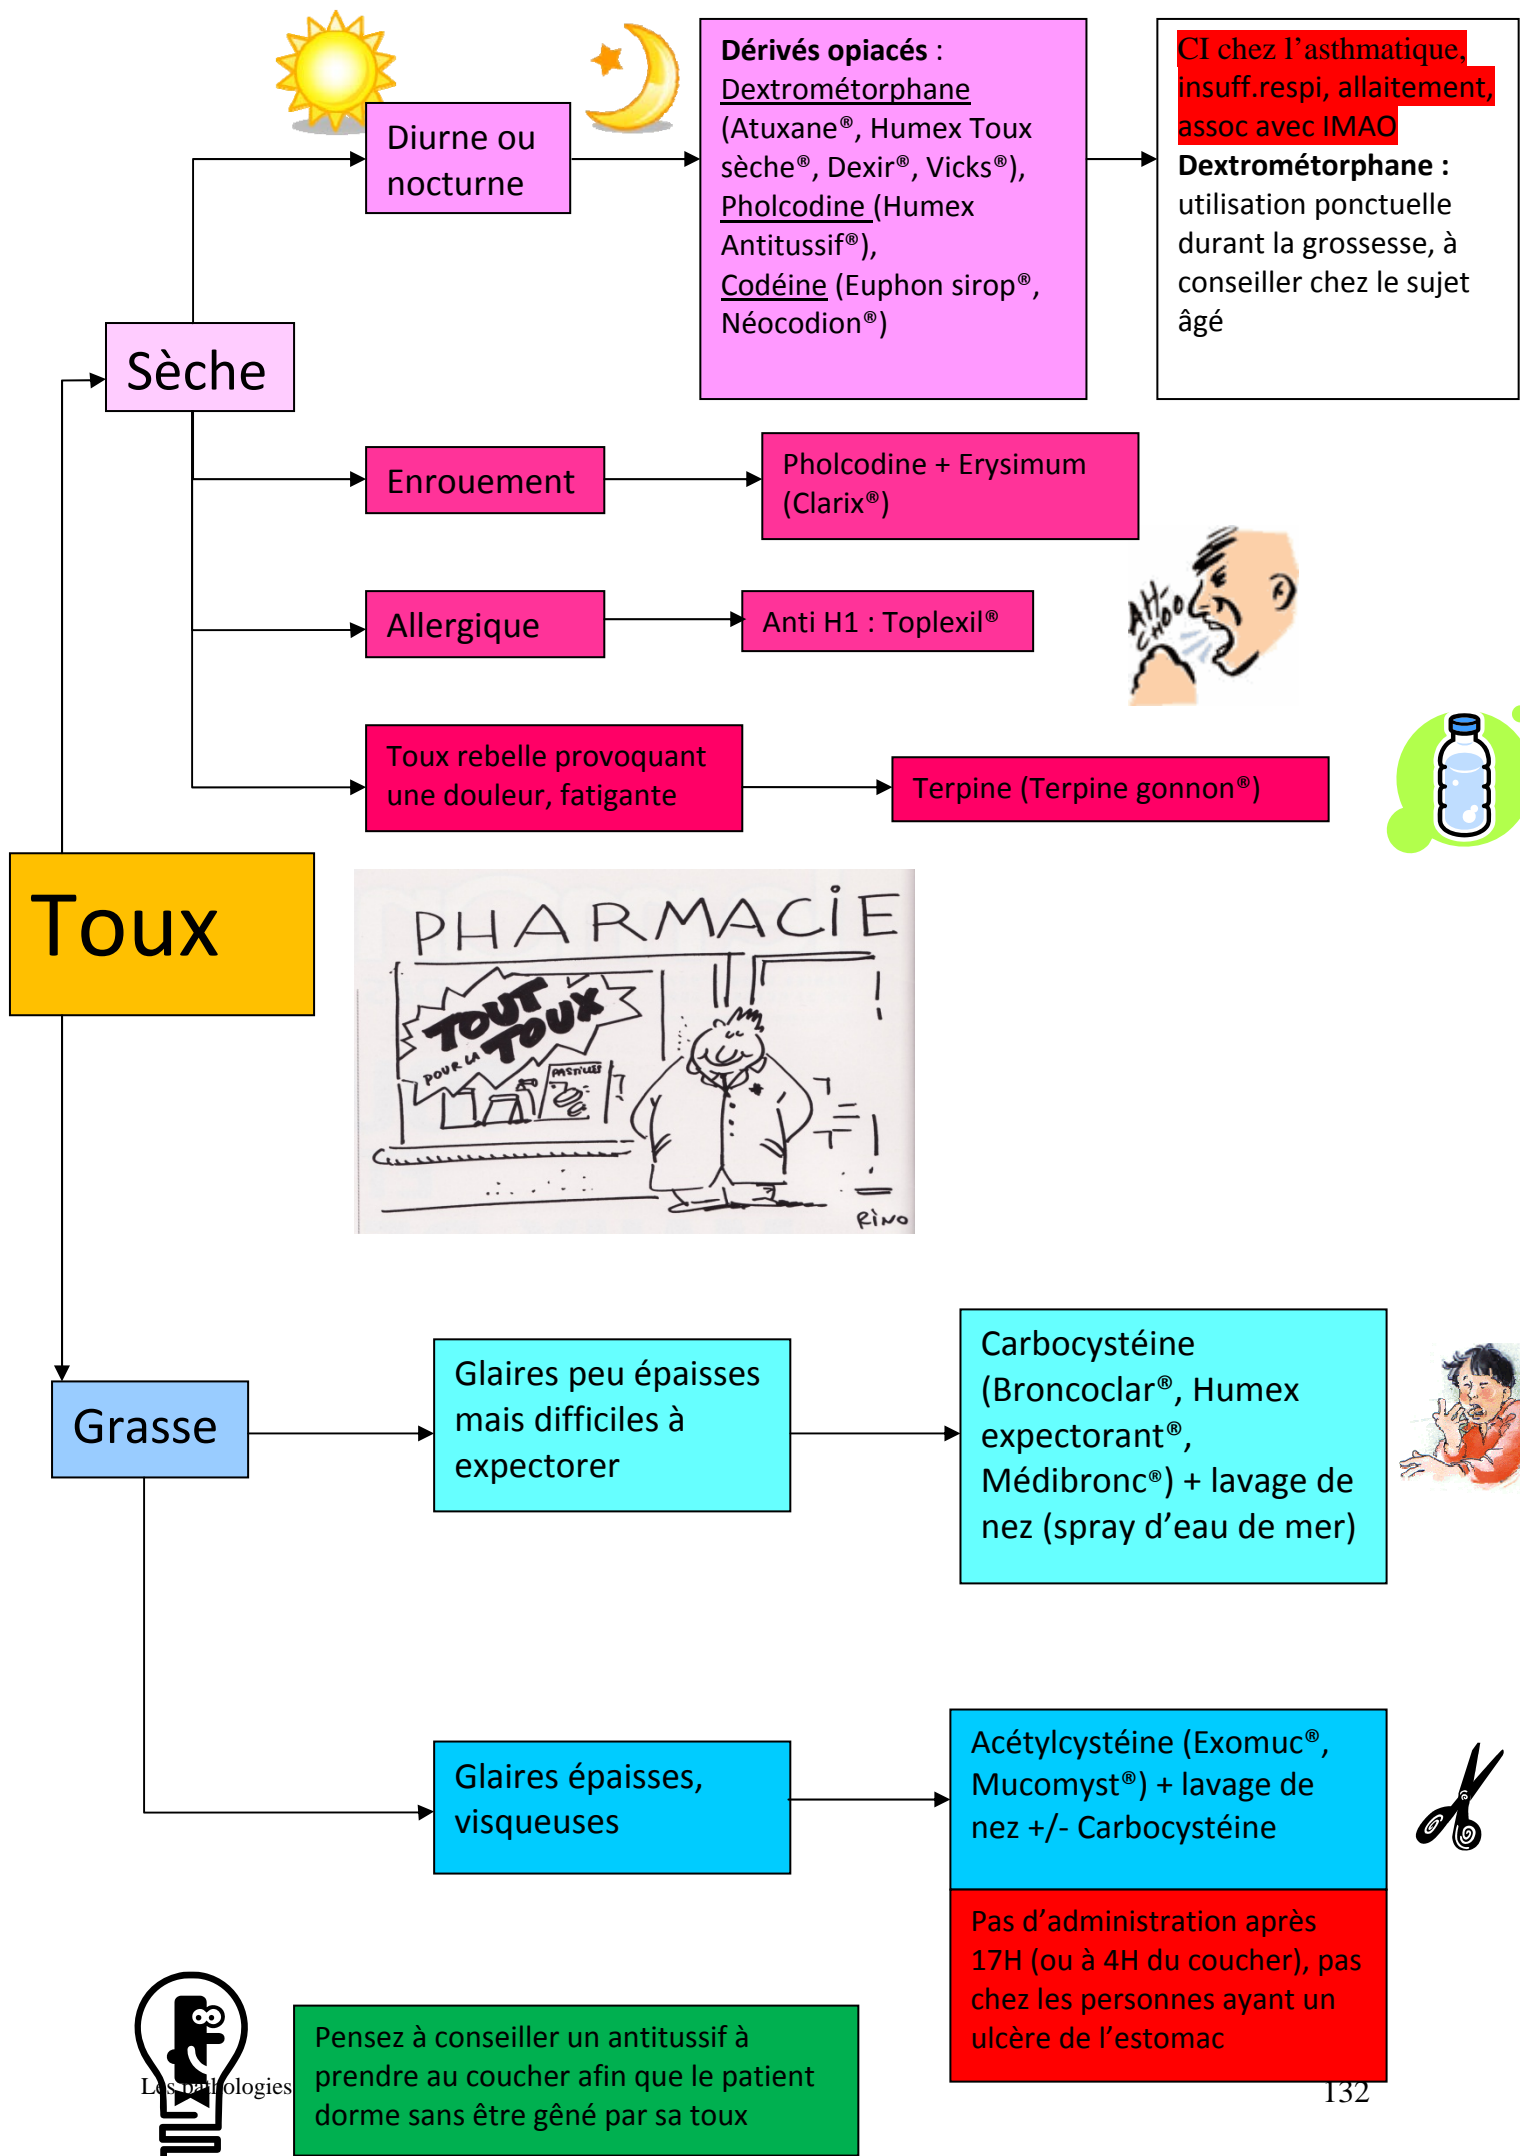 Dérivés opiacés :
Dextrométorphane
(Atuxane®, Humex Toux
sèche®, Dexir®, Vicks®),
Pholcodine (Humex
Antitussif®),
Codéine (Euphon sirop®,
Néocodion®)
CI chez l’asthmatique,
insuff.respi, allaitement,
assoc avec IMAO
Dextrométorphane :
utilisation ponctuelle
durant la grossesse, à
conseiller chez le sujet
âgé
Diurne ou
nocturne
Sèche
Enrouement
Pholcodine + Erysimum
(Clarix®)
Allergique
Anti H1 : Toplexil®
AH-
CHOO
Toux rebelle provoquant
une douleur, fatigante
Terpine (Terpine gonnon®)
Toux
PHARMACIE
TOUT
POUR LA TOUX
PASTILLES
RINO
Grasse
Glaires peu épaisses
mais difficiles à
expectorer
Carbocystéine
(Broncoclar®, Humex
expectorant®,
Médibronc®) + lavage de
nez (spray d’eau de mer)
Glaires épaisses,
visqueuses
Acétylcystéine (Exomuc®,
Mucomyst®) + lavage de
nez +/- Carbocystéine
Pas d’administration après
17H (ou à 4H du coucher), pas
chez les personnes ayant un
ulcère de l’estomac
Pensez à conseiller un antitussif à
prendre au coucher afin que le patient
dorme sans être gêné par sa toux
Les pathologies
132